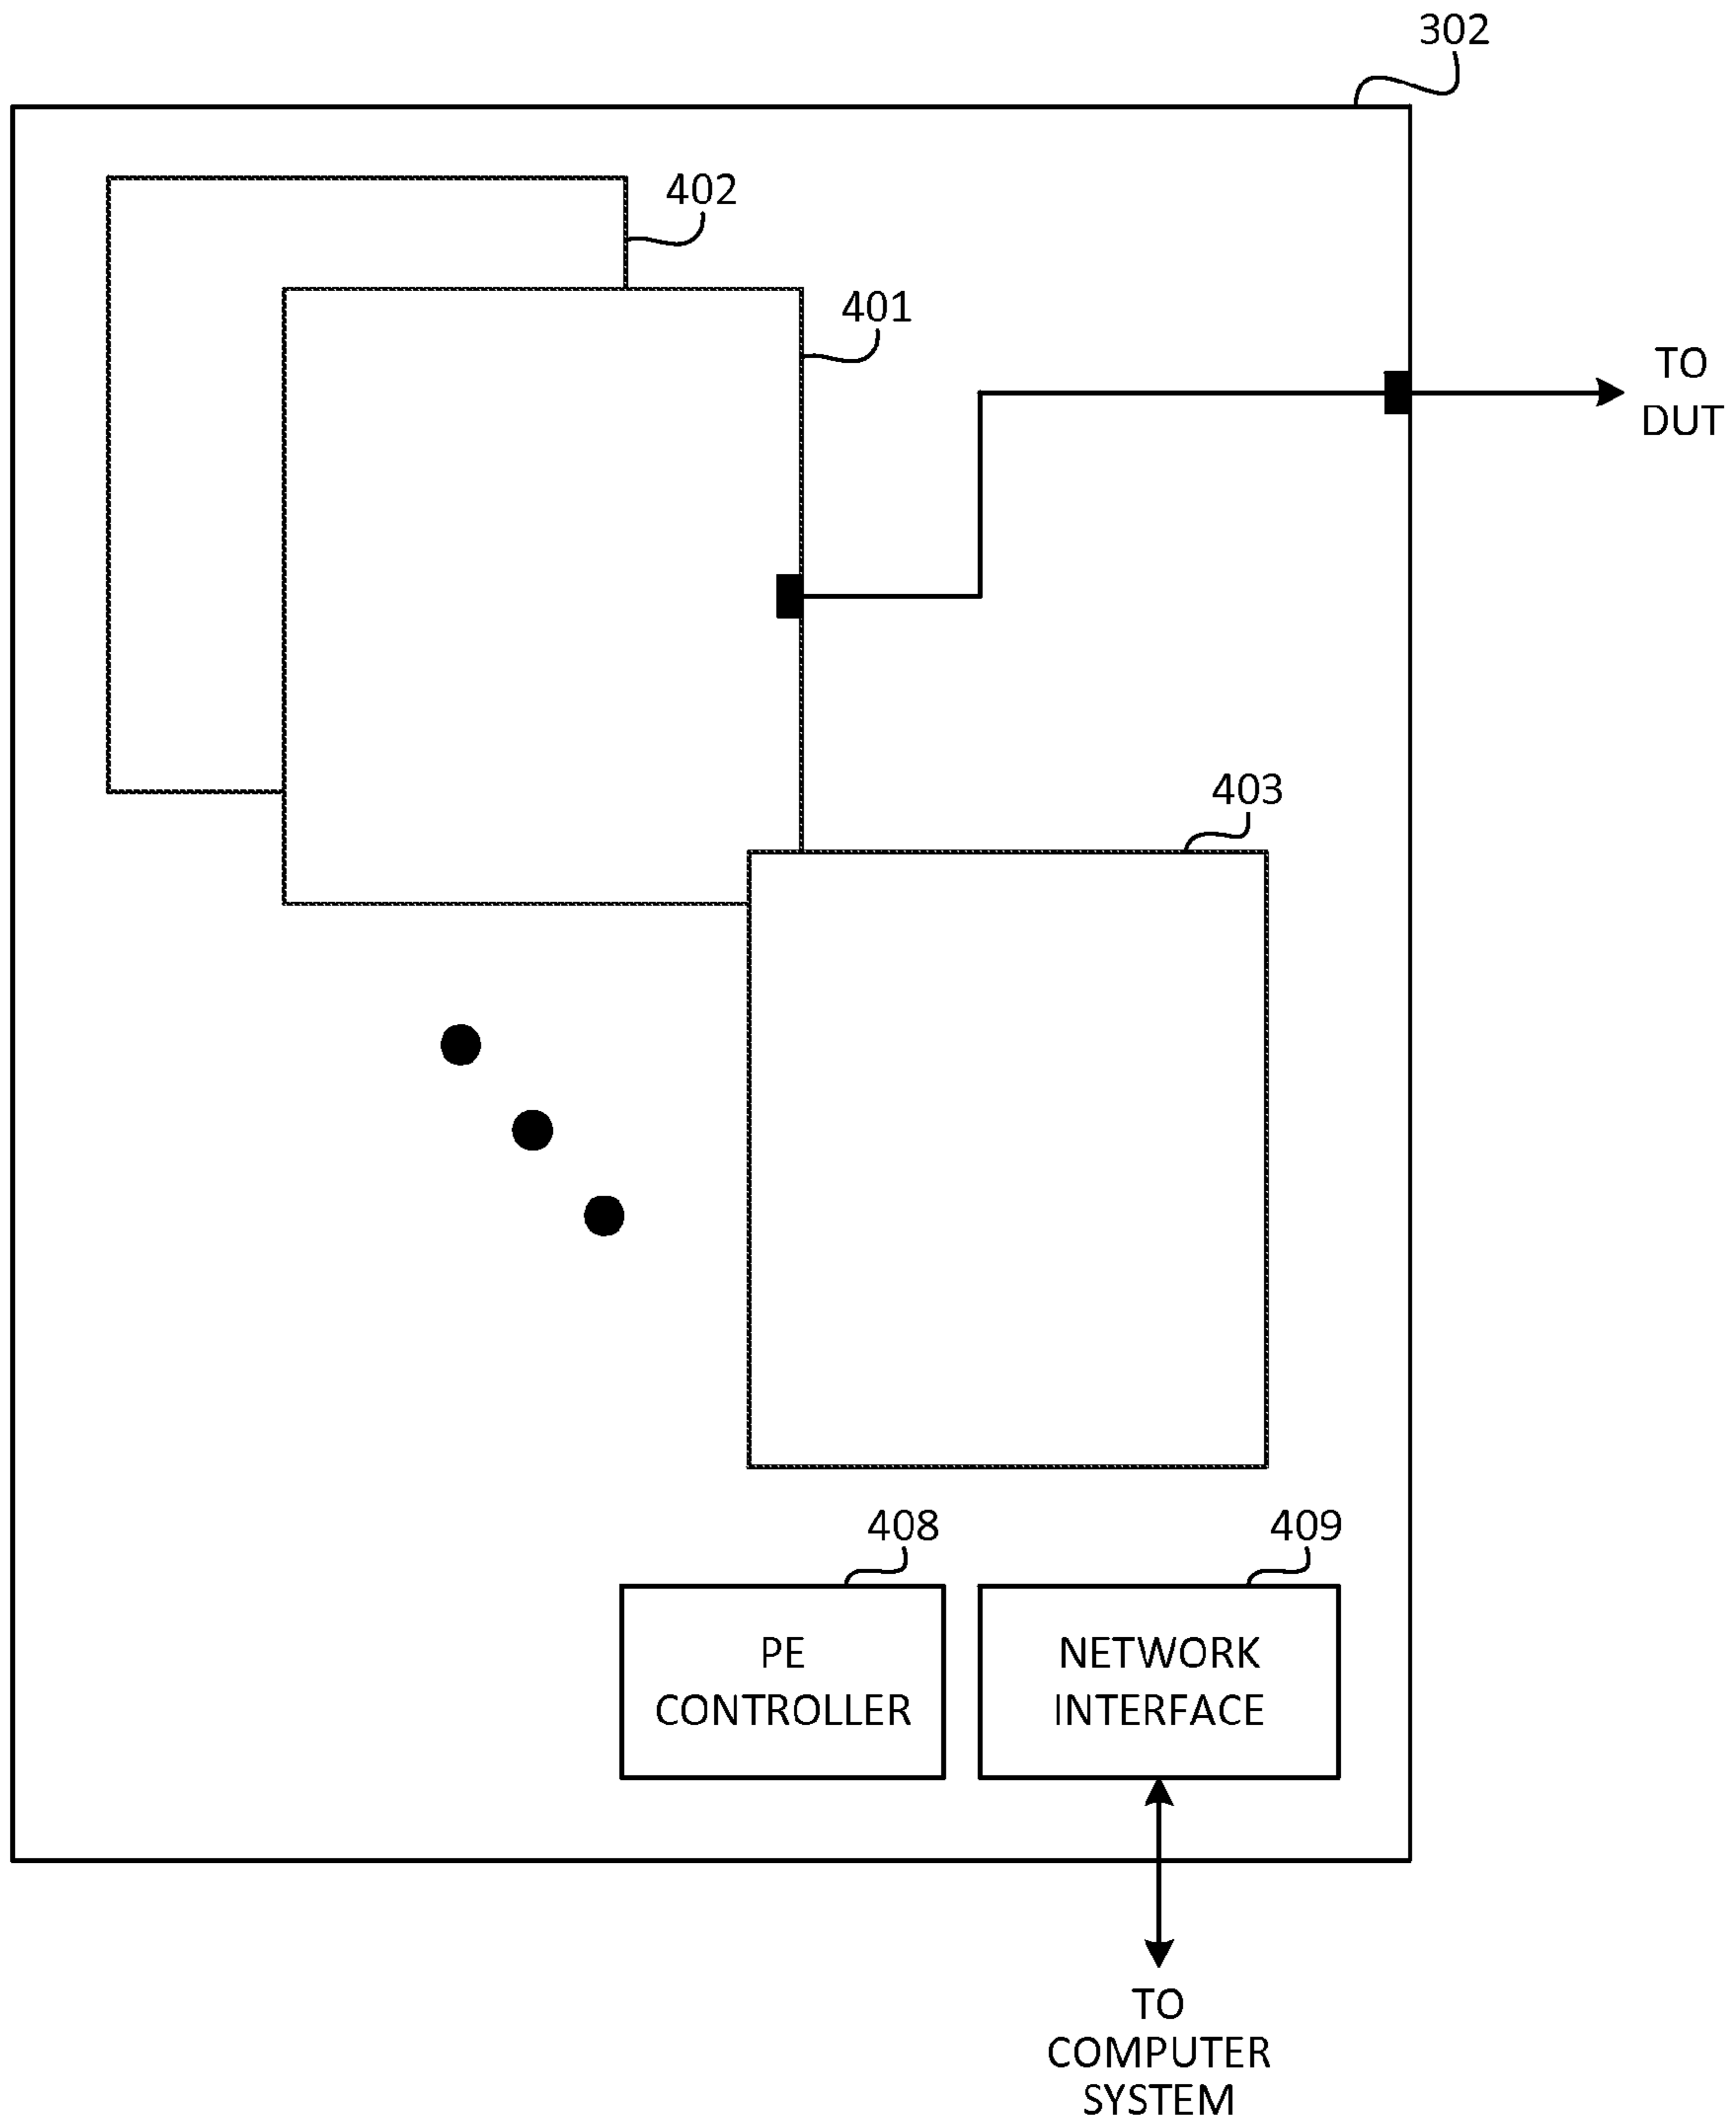 302
402
401
TO
DUT
403
408
409
PE
CONTROLLER
NETWORK
INTERFACE
TO
COMPUTER
SYSTEM